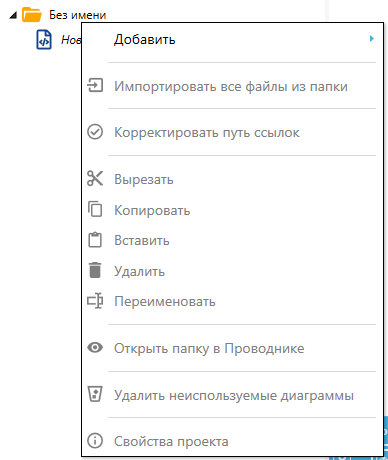 Без имени
Нов
Добавить
Импортировать все файлы из папки
Корректировать путь ссылок
Вырезать
Копировать
Вставить
Удалить
Переименовать
Открыть папку в Проводнике
Удалить неиспользуемые диаграммы
Свойства проекта